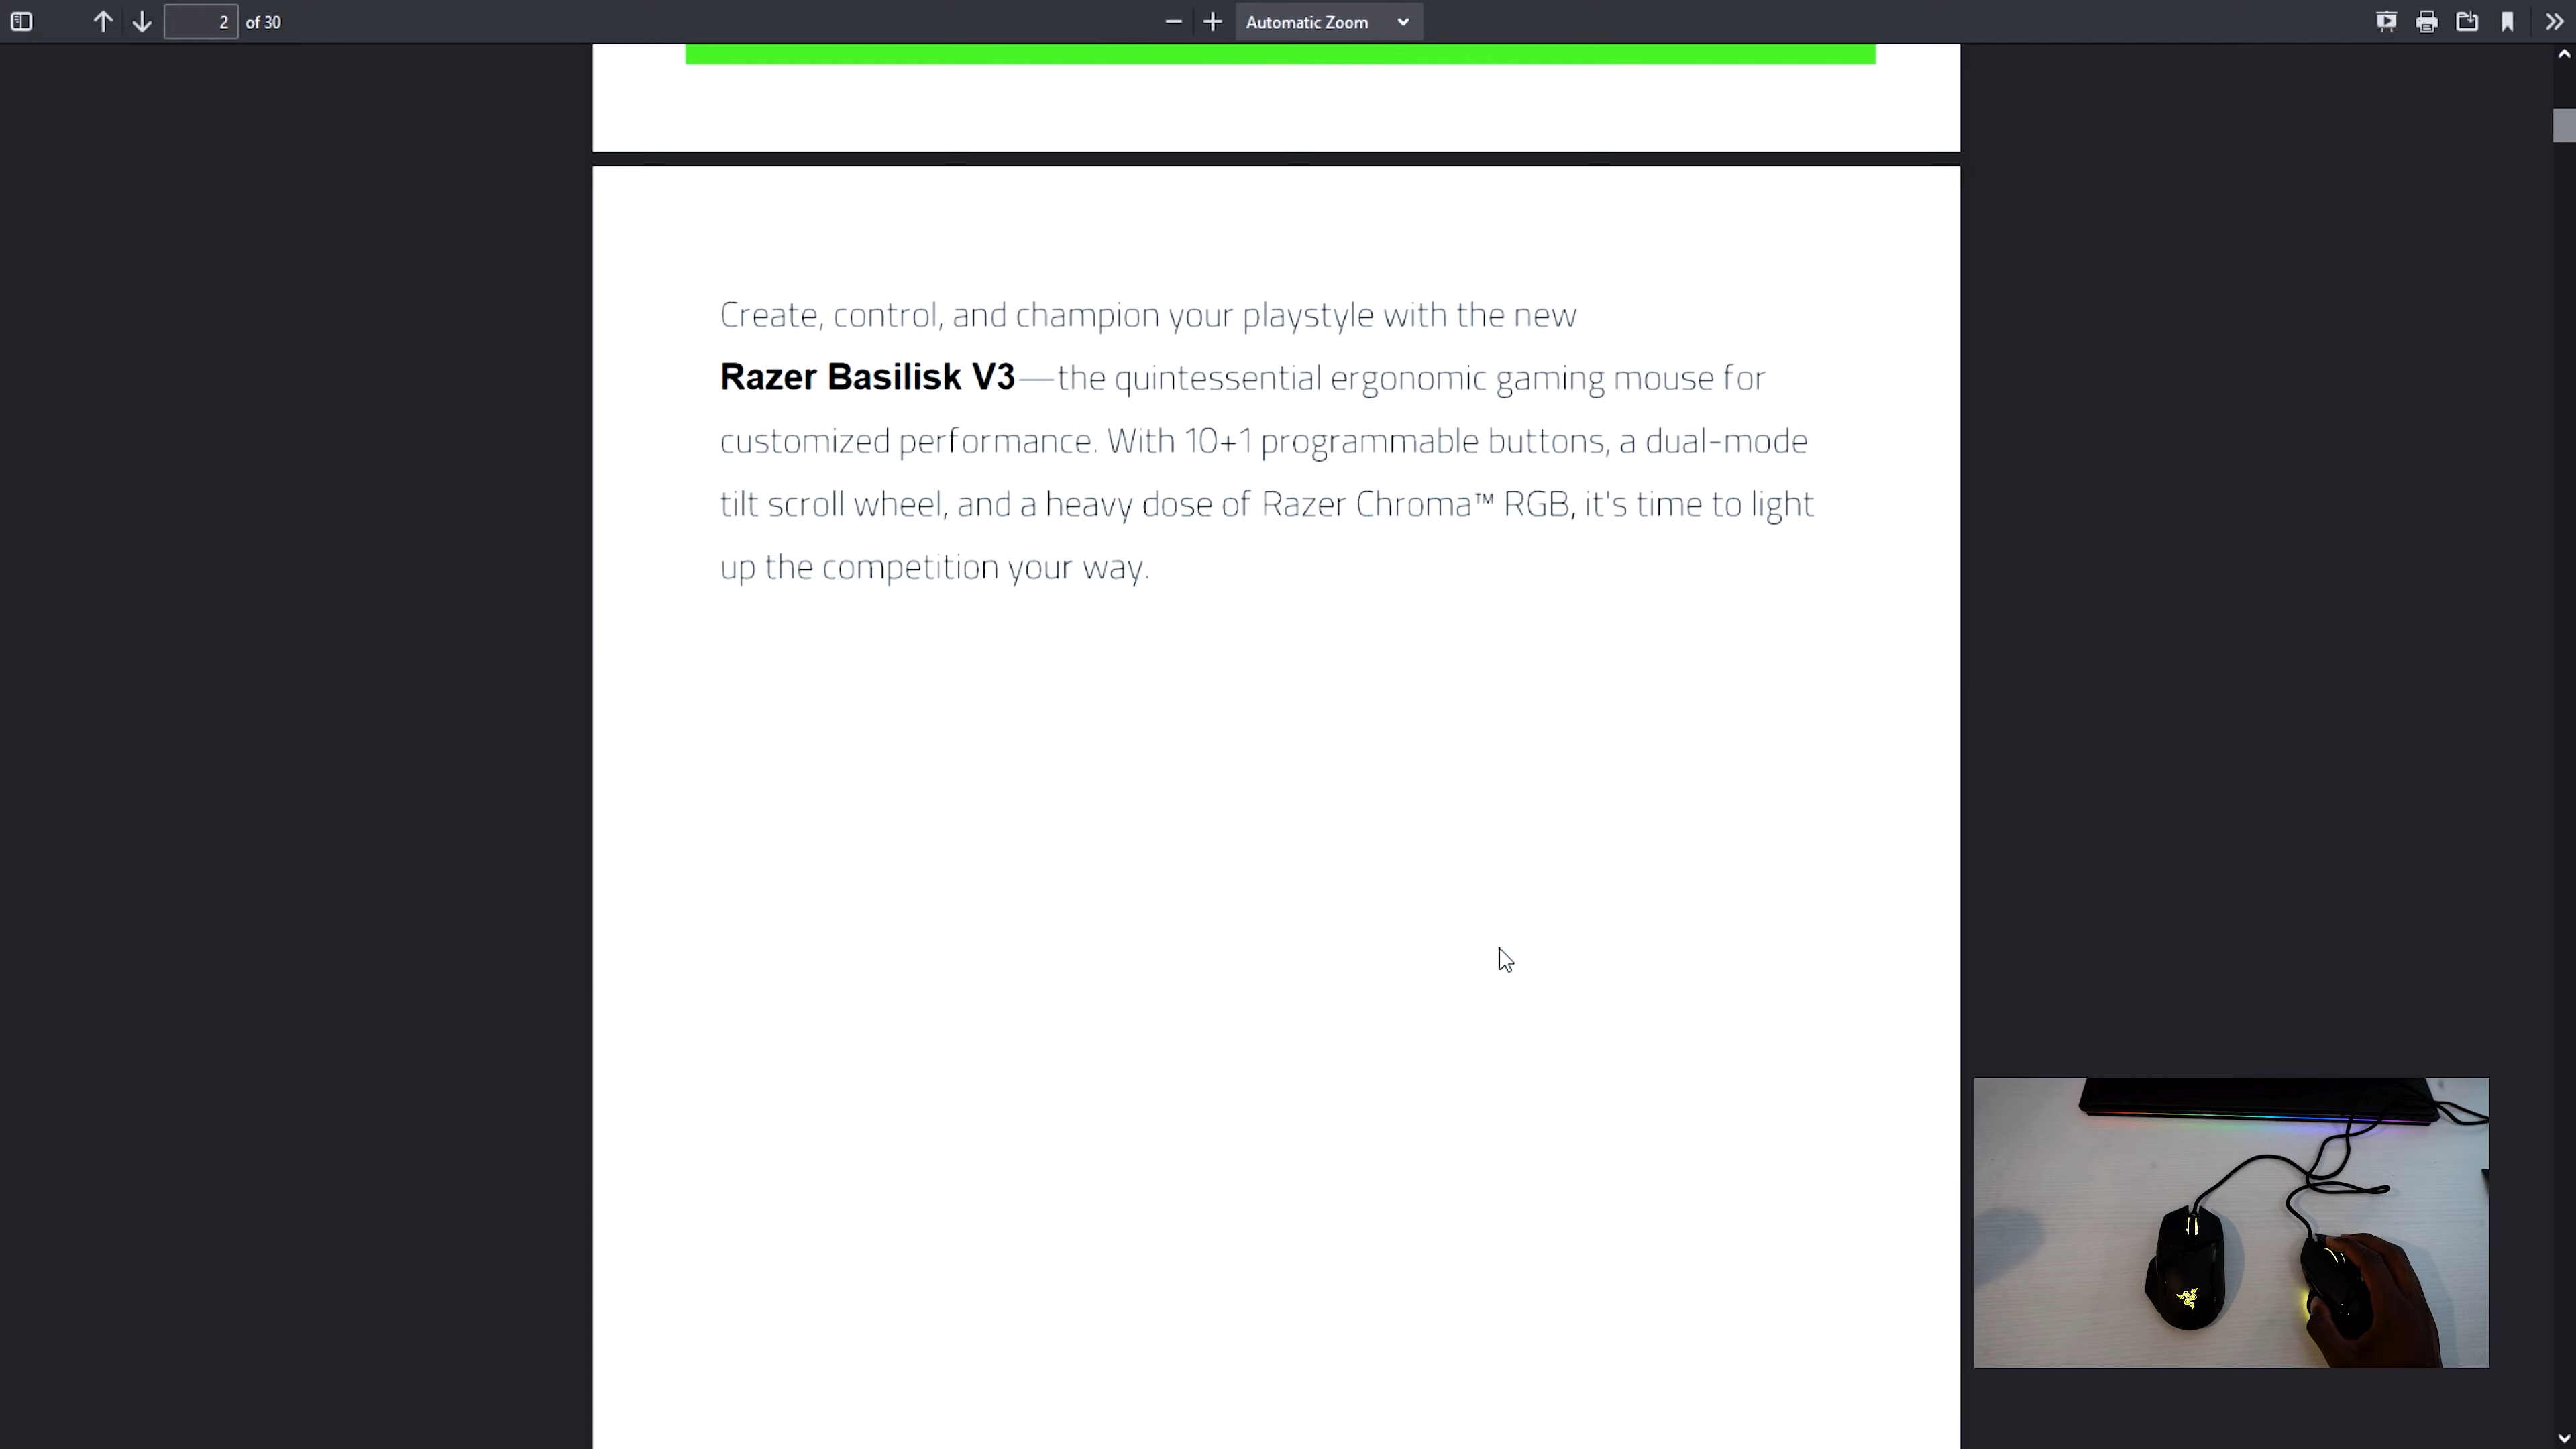 2 of 30 Automatic Zoom
Create, control, and champion your playstyle with the new
Razer Basilisk V3—the quintessential ergonomic gaming mouse for
customized performance. With 10+1 programmable buttons, a dual-mode
tilt scroll wheel, and a heavy dose of Razer Chroma™ RGB, it's time to light
up the competition your way.